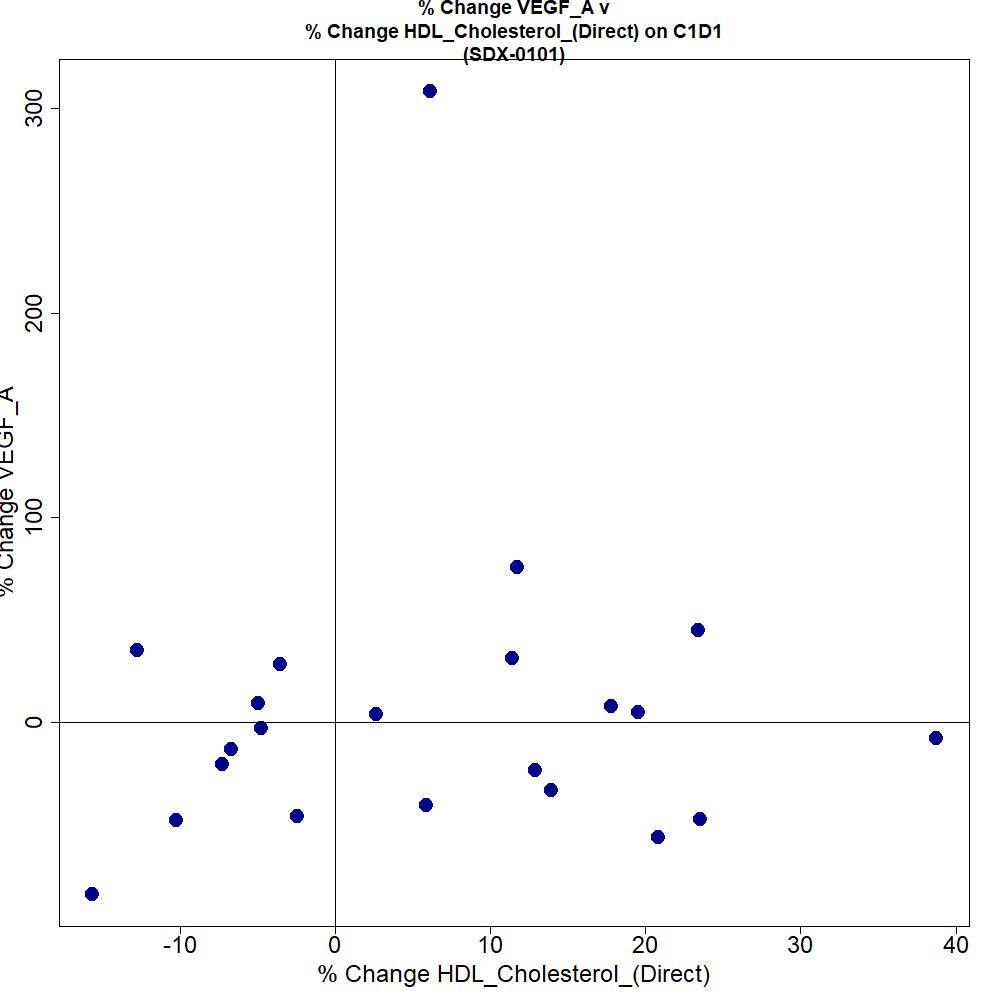 % Change VEGF_A v
% Change HDL_Cholesterol_(Direct) on C1D1
(SDX-0101)
% Change VEGF_A
300
200
100
0
-10 0 10 20 30 40
% Change HDL_Cholesterol_(Direct)